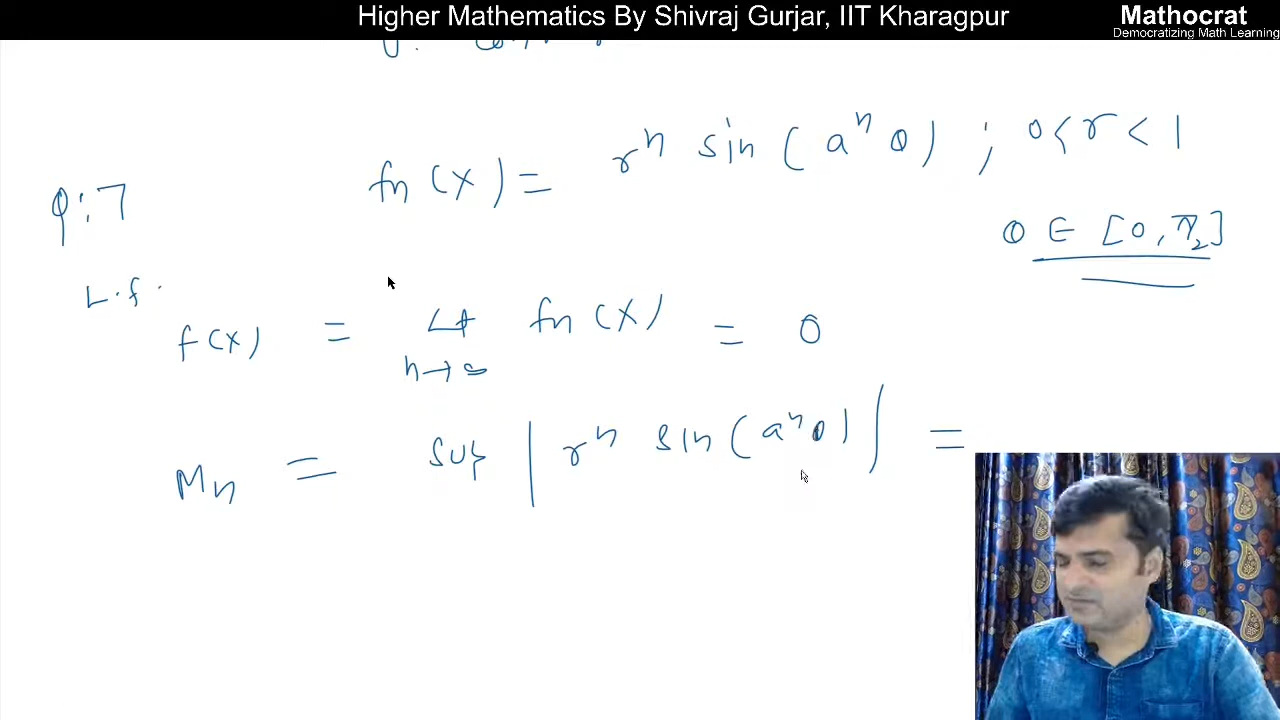 Higher Mathematics By Shivraj Gurjar, IIT Kharagpur
Mathocrat
Democratizing Math Learning
Q:7 fn(x) = r^n sin(a^n θ) ; 0<r<1
θ ∈ [0, π/2]
L.f.
f(x) = Lt n→∞ fn(x) = 0
Mn = Sup | r^n sin(a^n θ) | =